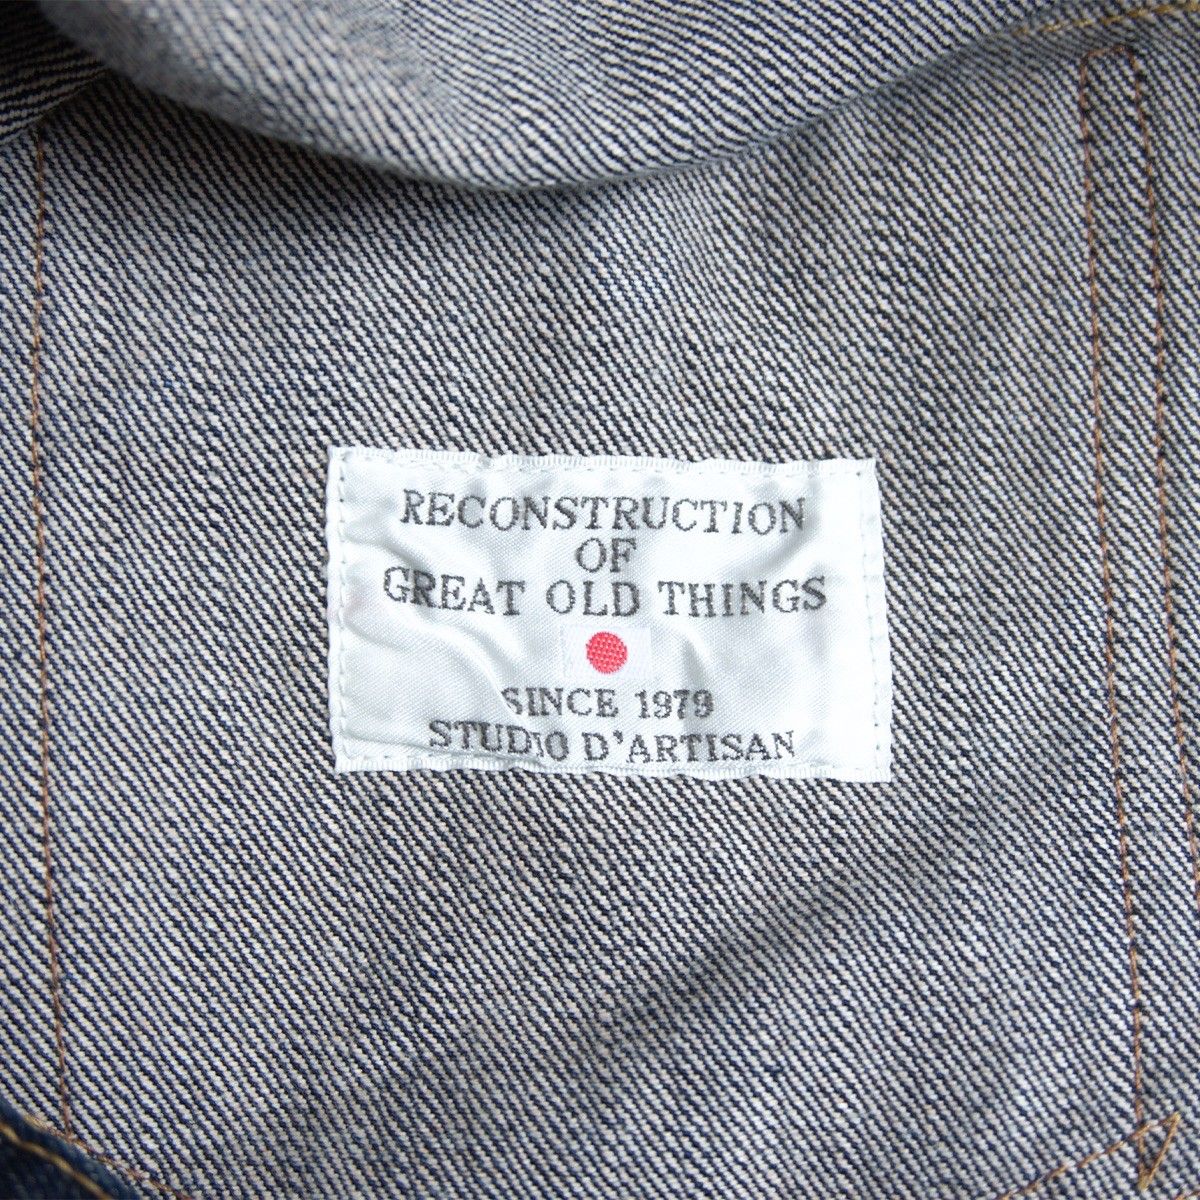 RECONSTRUCTION
OF
GREAT OLD THINGS
SINCE 1979
STUDIO D'ARTISAN